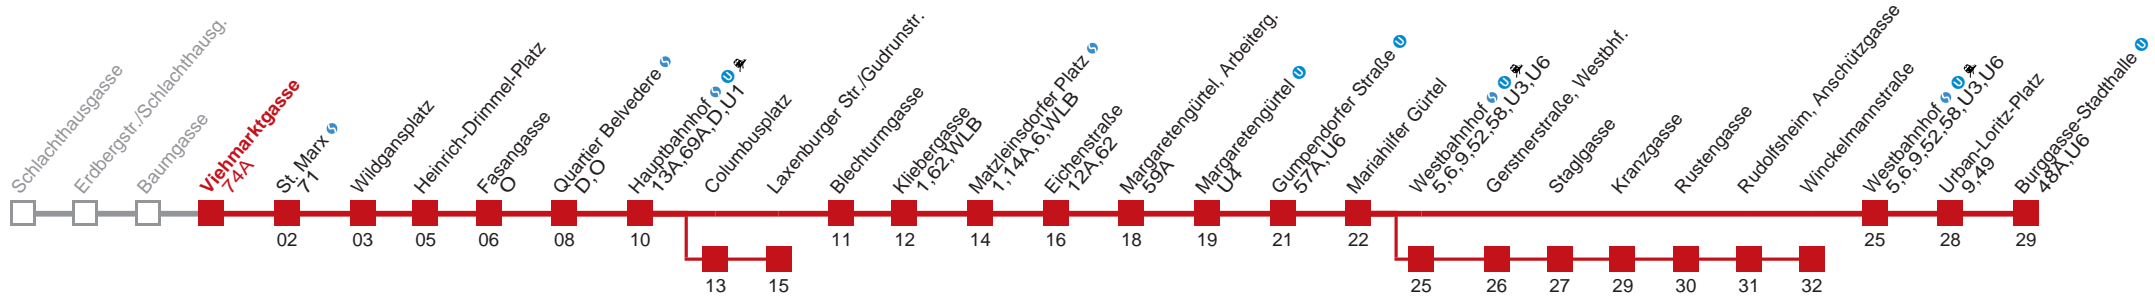 Schlachthausgasse
Erdbergstr./Schlachthausg.
Baumgasse
Viehmarktgasse
74A
St. Marx S
71
Wildgansplatz
Heinrich-Drimmel-Platz
Fasangasse
O
Quartier Belvedere S
D,O
Hauptbahnhof S U
13A,69A,D,U1
Columbusplatz
Laxenburger Str./Gudrunstr.
Blechturmgasse
Kliebergasse
1,62,WLB
Matzleinsdorfer Platz S
1,14A,6,WLB
Eichenstraße
12A,62
Margaretengürtel, Arbeiterg.
59A
Margaretengürtel U
U4
Gumpendorfer Straße U
57A,U6
Mariahilfer Gürtel
Westbahnhof S U
5,6,9,52,58,U3,U6
Gerstnerstraße, Westbhf.
Staglgasse
Kranzgasse
Rustengasse
Rudolfsheim, Anschützgasse
Winckelmannstraße
Westbahnhof S U
5,6,9,52,58,U3,U6
Urban-Loritz-Platz
9,49
Burggasse-Stadthalle U
48A,U6
02 03 05 06 08 10 11 12 14 16 18 19 21 22 25 28 29
13 15 25 26 27 29 30 31 32